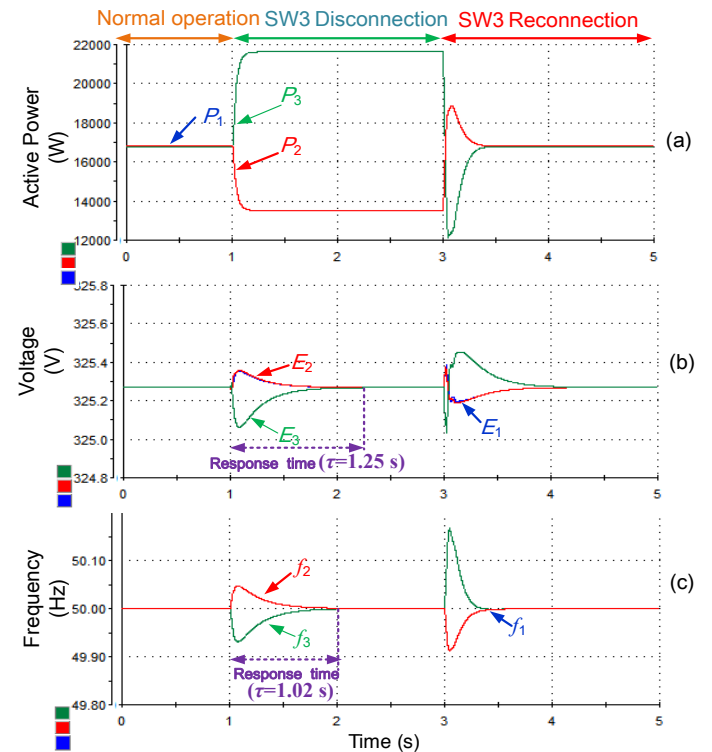 Normal operation SW3 Disconnection SW3 Reconnection
22000
20000
18000
16000
14000
12000
Active Power
(W)
P1
P3
P2
(a)
0 1 2 3 4 5
325.8
325.6
325.4
325.2
325.0
324.8
Voltage
(V)
E2
E3
E1
(b)
Response time (τ=1.25 s)
0 1 2 3 4 5
50.10
50.00
49.90
49.80
Frequency
(Hz)
f2
f3
f1
(c)
Response time
(τ=1.02 s)
0 1 2 3 4 5
Time (s)